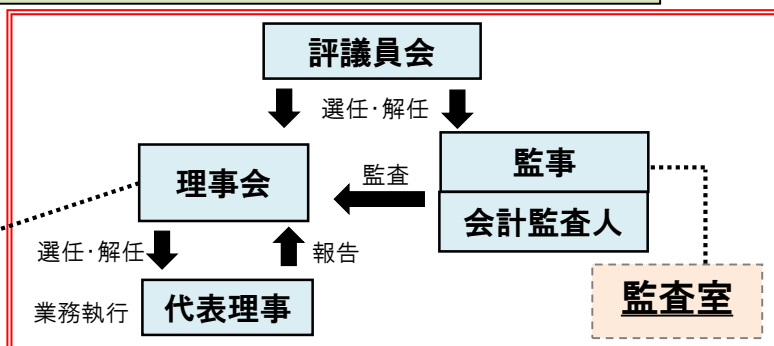 評議員会
選任・解任
監事
理事会
監査
会計監査人
選任・解任
報告
監査室
業務執行
代表理事